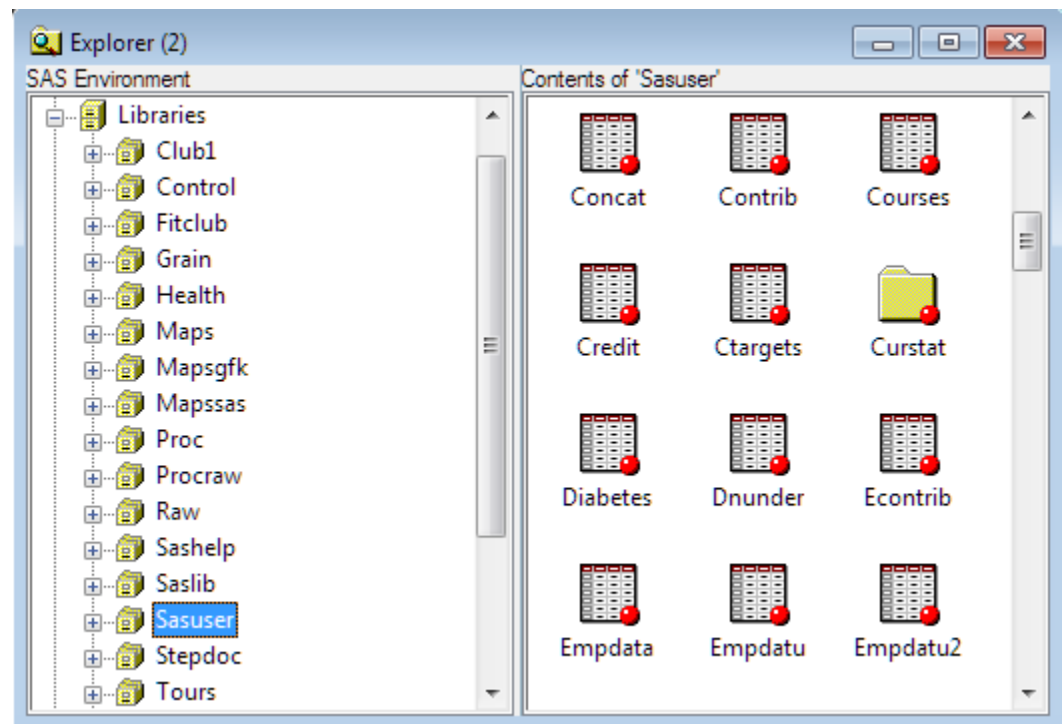 Explorer (2)
SAS Environment
Libraries
Club1
Control
Fitclub
Grain
Health
Maps
Mapsgfk
Mapssas
Proc
Procraw
Raw
Sashelp
Saslib
Sasuser
Stepdoc
Tours
Contents of 'Sasuser'
Concat Contrib Courses
Credit Ctargets Curstat
Diabetes Dnunder Econtrib
Empdata Empdatu Empdatu2